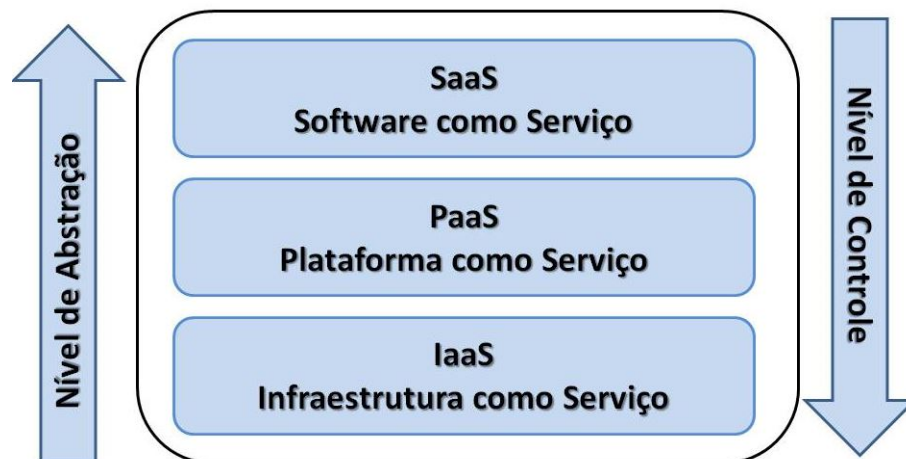 Nível de Abstração
SaaS
Software como Serviço
PaaS
Plataforma como Serviço
IaaS
Infraestrutura como Serviço
Nível de Controle